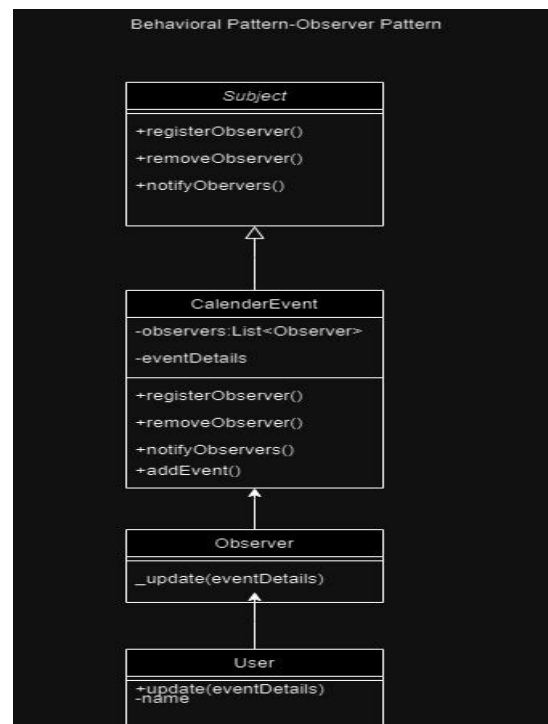 Behavioral Pattern-Observer Pattern
Subject
+registerObserver()
+removeObserver()
+notifyObervers()
CalenderEvent
-observers:List<Observer>
-eventDetails
+registerObserver()
+removeObserver()
+notifyObservers()
+addEvent()
Observer
_update(eventDetails)
User
+update(eventDetails)
-name